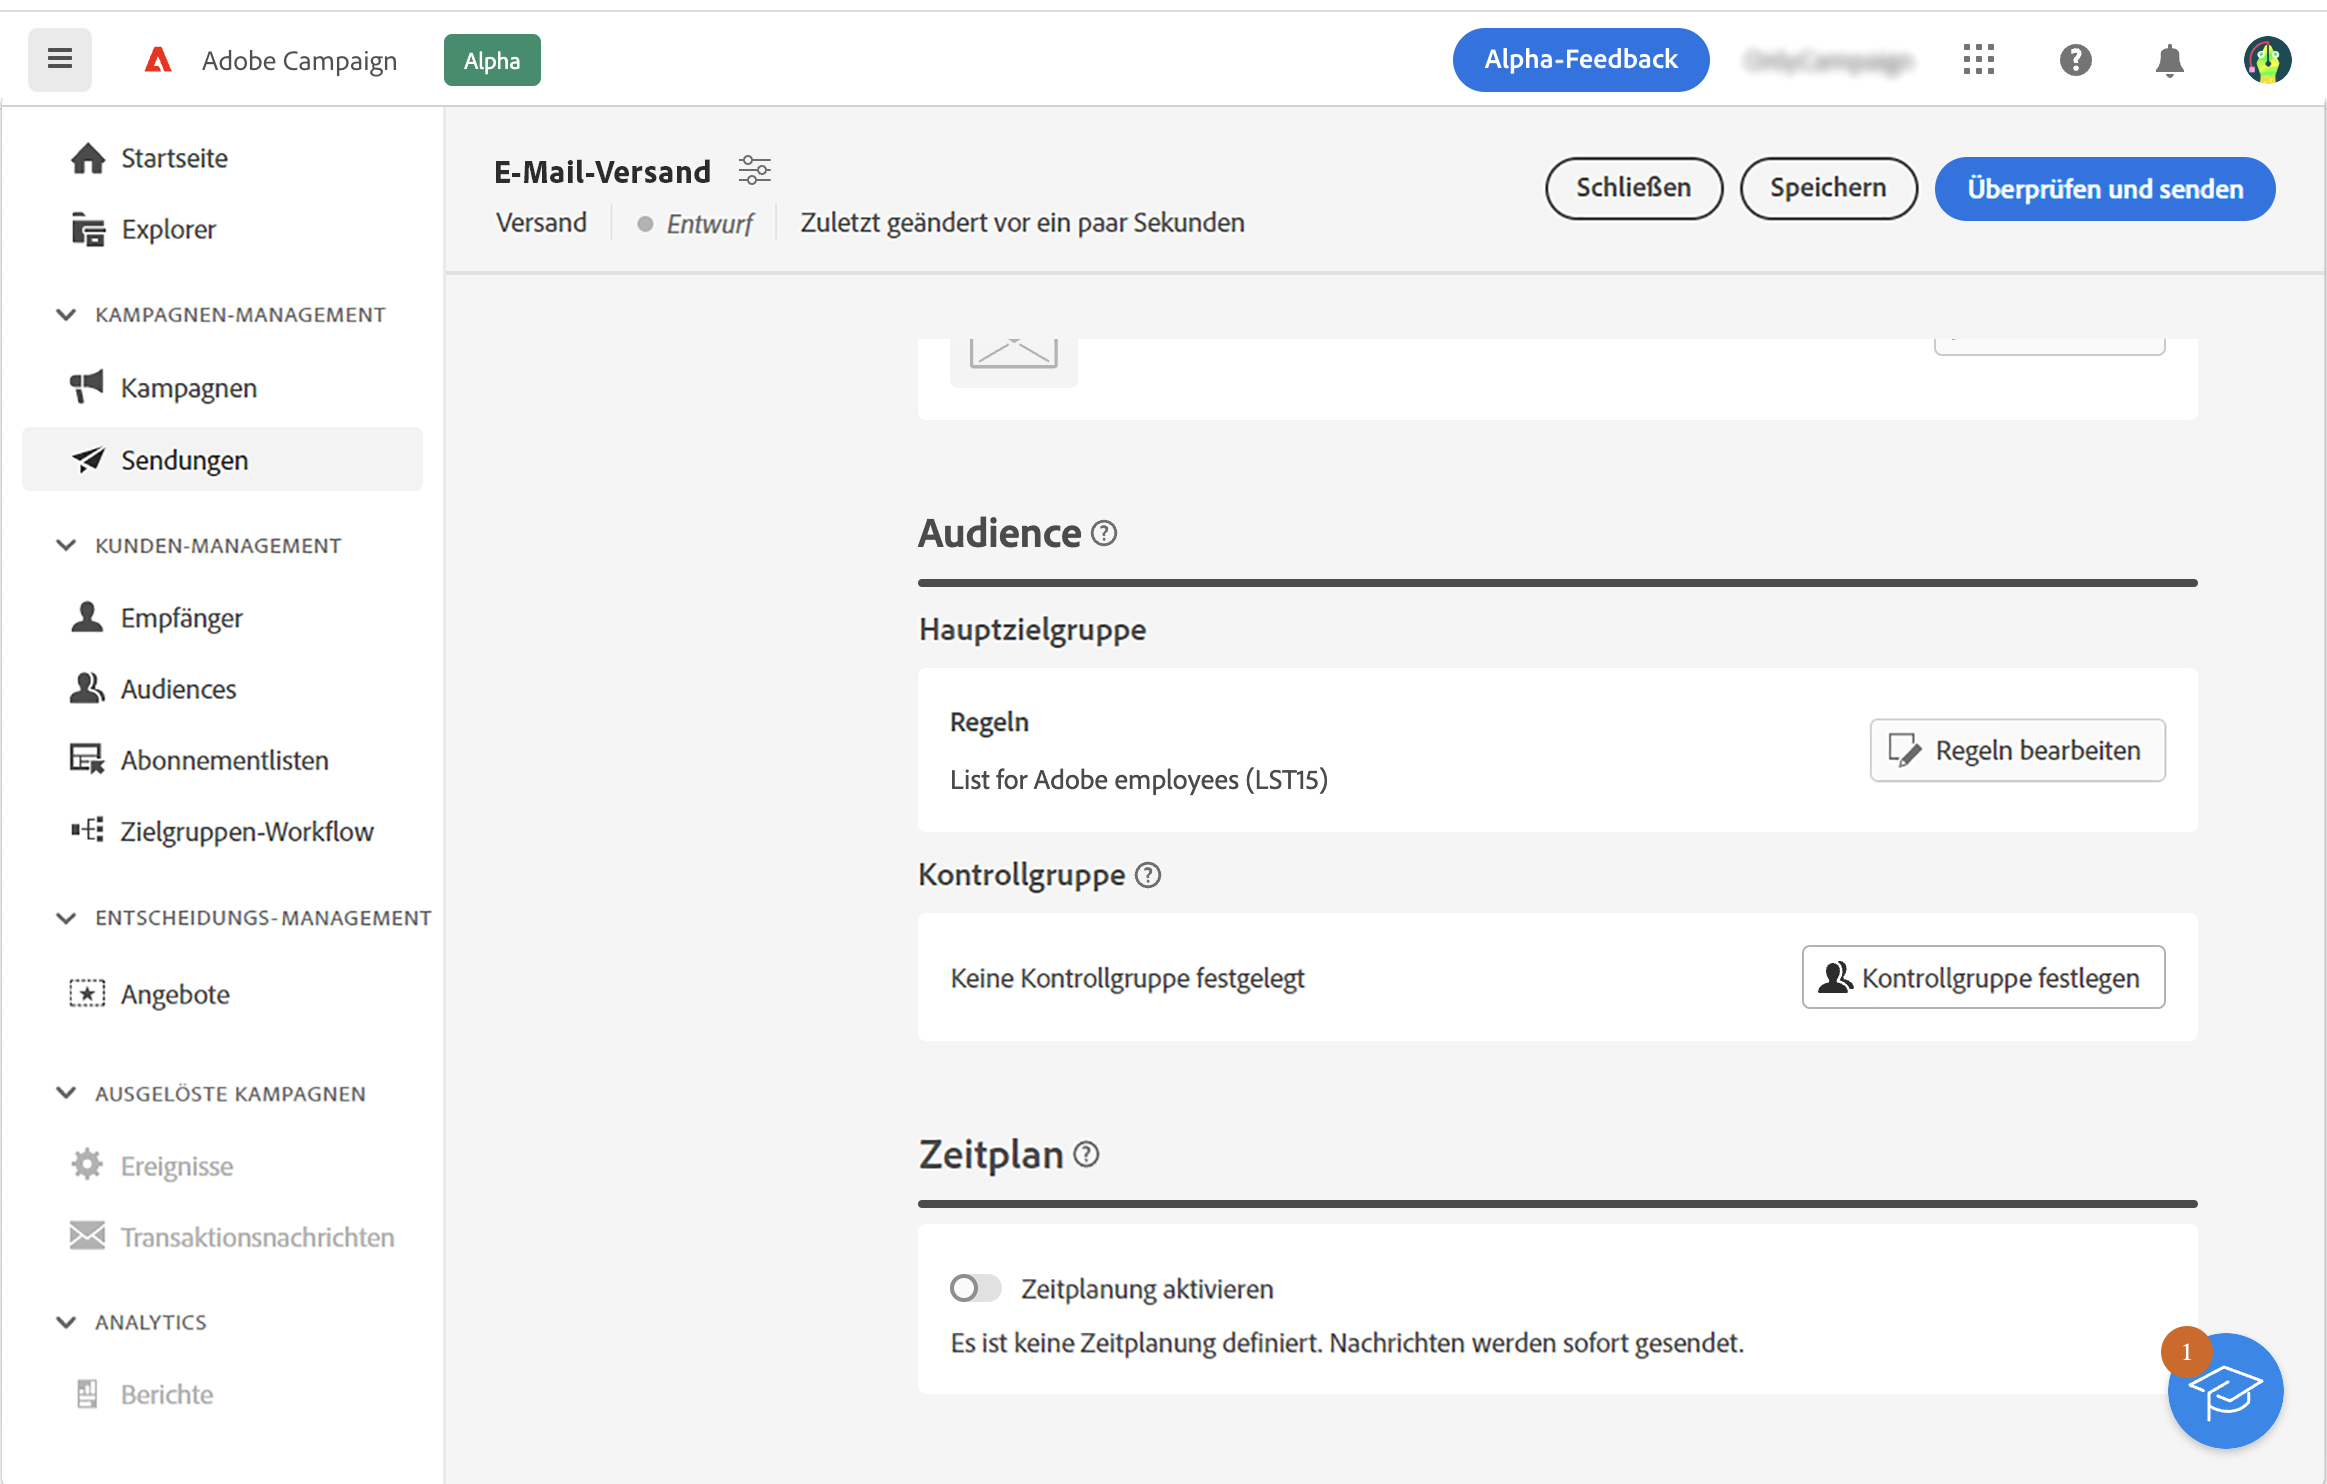 Adobe Campaign
Alpha
Alpha-Feedback
Startseite
Explorer
KAMPAGNEN-MANAGEMENT
Kampagnen
Sendungen
KUNDEN-MANAGEMENT
Empfänger
Audiences
Abonnementlisten
Zielgruppen-Workflow
ENTSCHEIDUNGS-MANAGEMENT
Angebote
AUSGELÖSTE KAMPAGNEN
Ereignisse
Transaktionsnachrichten
ANALYTICS
Berichte
E-Mail-Versand
Versand
Entwurf
Zuletzt geändert vor ein paar Sekunden
Schließen
Speichern
Überprüfen und senden
Audience
Hauptzielgruppe
Regeln
List for Adobe employees (LST15)
Regeln bearbeiten
Kontrollgruppe
Keine Kontrollgruppe festgelegt
Kontrollgruppe festlegen
Zeitplan
Zeitplanung aktivieren
Es ist keine Zeitplanung definiert. Nachrichten werden sofort gesendet.
1